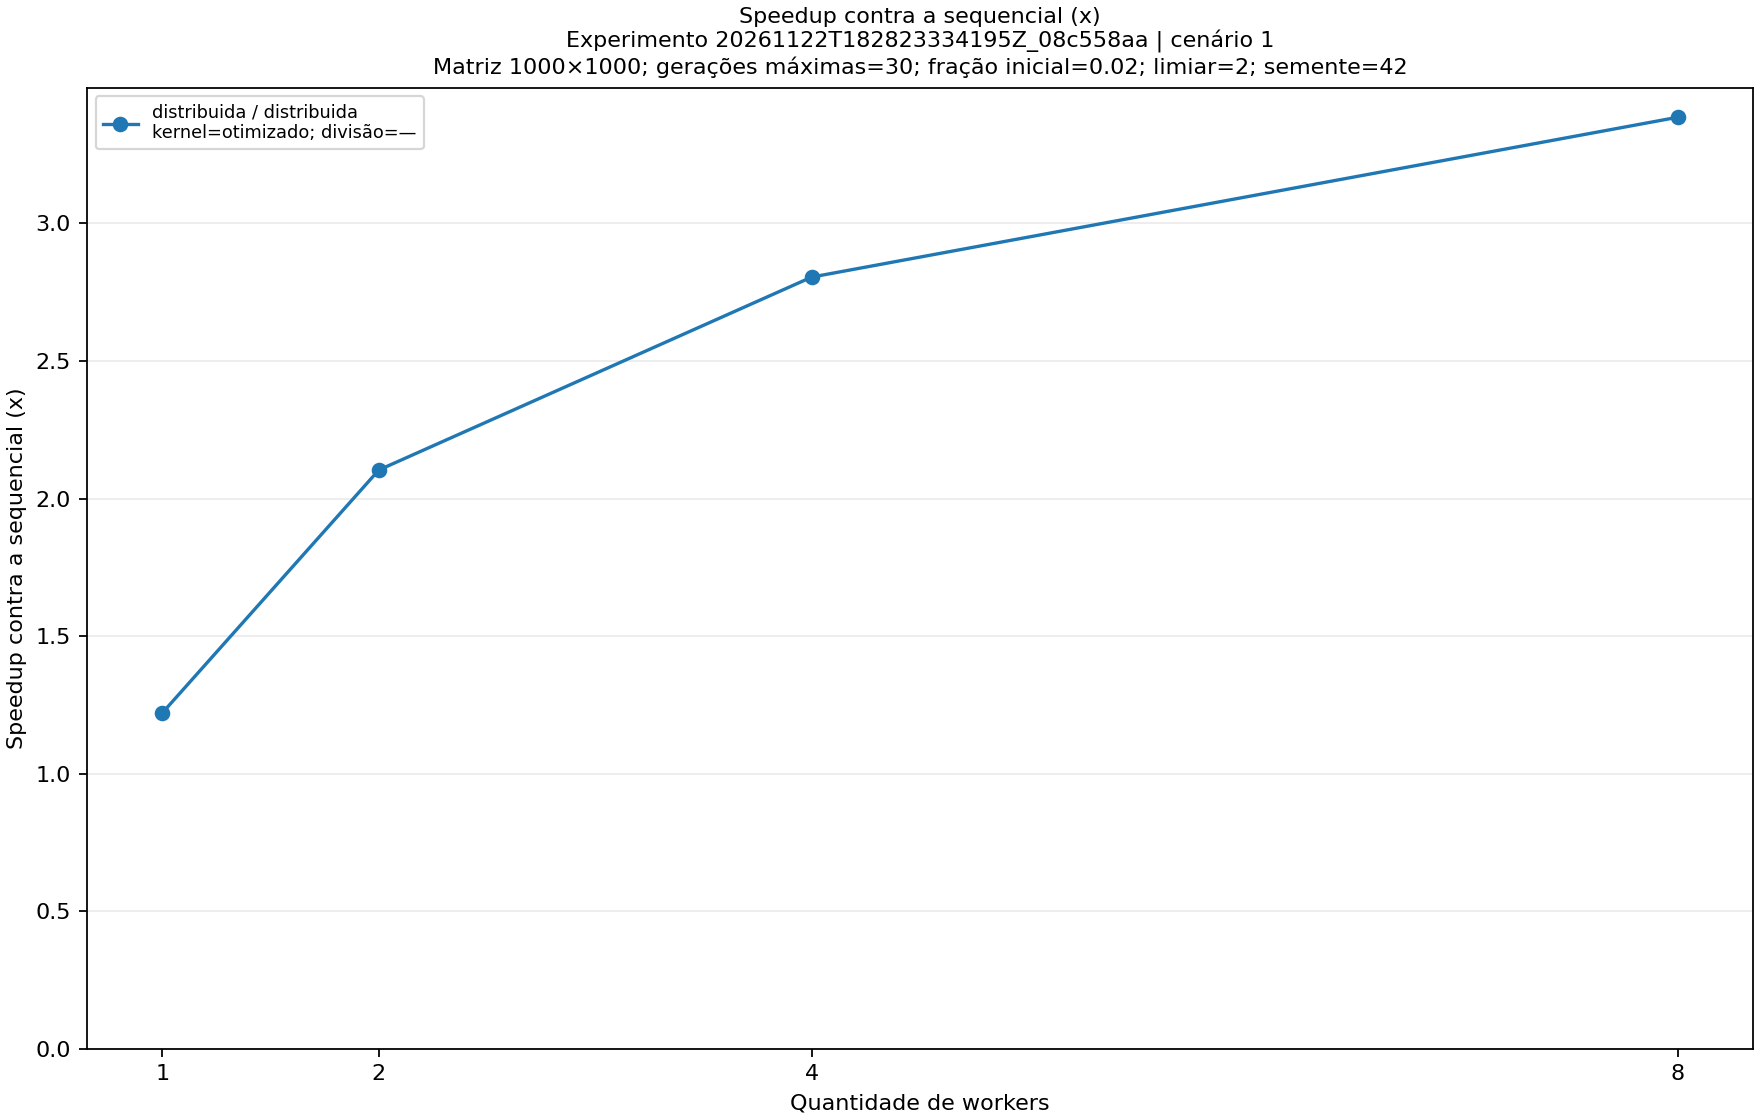 Speedup contra a sequencial (x)
Experimento 20261122T182823334195Z_08c558aa | cenário 1
Matriz 1000×1000; gerações máximas=30; fração inicial=0.02; limiar=2; semente=42
distribuida / distribuida
kernel=otimizado; divisão=—
Speedup contra a sequencial (x)
3.0
2.5
2.0
1.5
1.0
0.5
0.0
1 2 4 8
Quantidade de workers